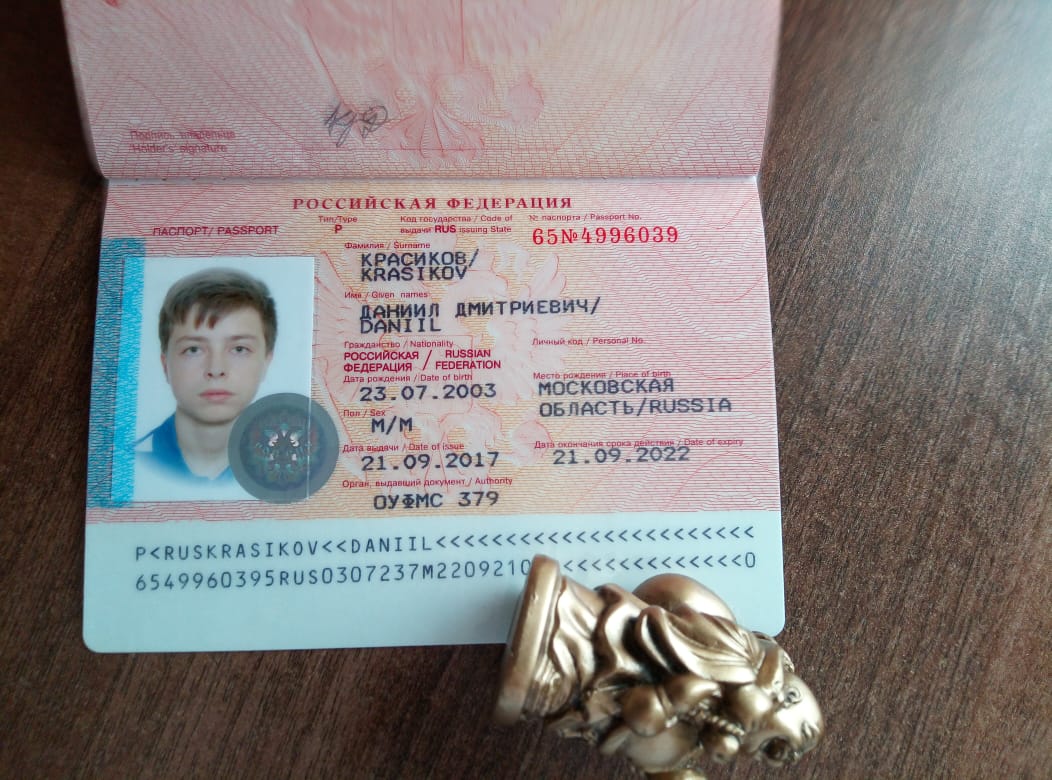 Подпись владельца
Holder's signature
РОССИЙСКАЯ ФЕДЕРАЦИЯ
ПАСПОРТ/ PASSPORT
Тип/Type
P
Код государства / Code of
выдачи RUS issuing State
№ паспорта / Passport No.
65№4996039
Фамилия / Surname
КРАСИКОВ/
KRASIKOV
Имя / Given names
ДАНИИЛ ДМИТРИЕВИЧ/
DANIIL
Гражданство / Nationality
РОССИЙСКАЯ / RUSSIAN
ФЕДЕРАЦИЯ / FEDERATION
Личный код / Personal No.
Дата рождения / Date of birth
23.07.2003
Место рождения / Place of birth
МОСКОВСКАЯ
ОБЛАСТЬ/RUSSIA
Пол / Sex
М/M
Дата выдачи / Date of issue
21.09.2017
Дата окончания срока действия / Date of expiry
21.09.2022
Орган, выдавший документ / Authority
ОУФМС 379
P<RUSKRASIKOV<<DANIIL<<<<<<<<<<<<<<<<<<<<<<<
6549960395RUS0307237M2209210<<<<<<<<<<<<<0